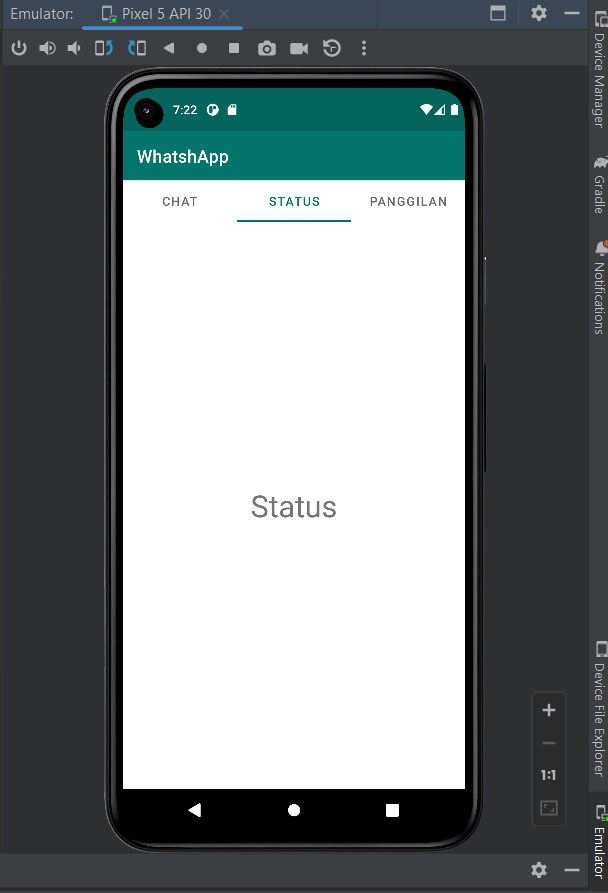 Emulator: Pixel 5 API 30
7:22
WhatshApp
CHAT STATUS PANGGILAN
Status
1:1
Device Manager
Gradle
Notifications
Device File Explorer
Emulator